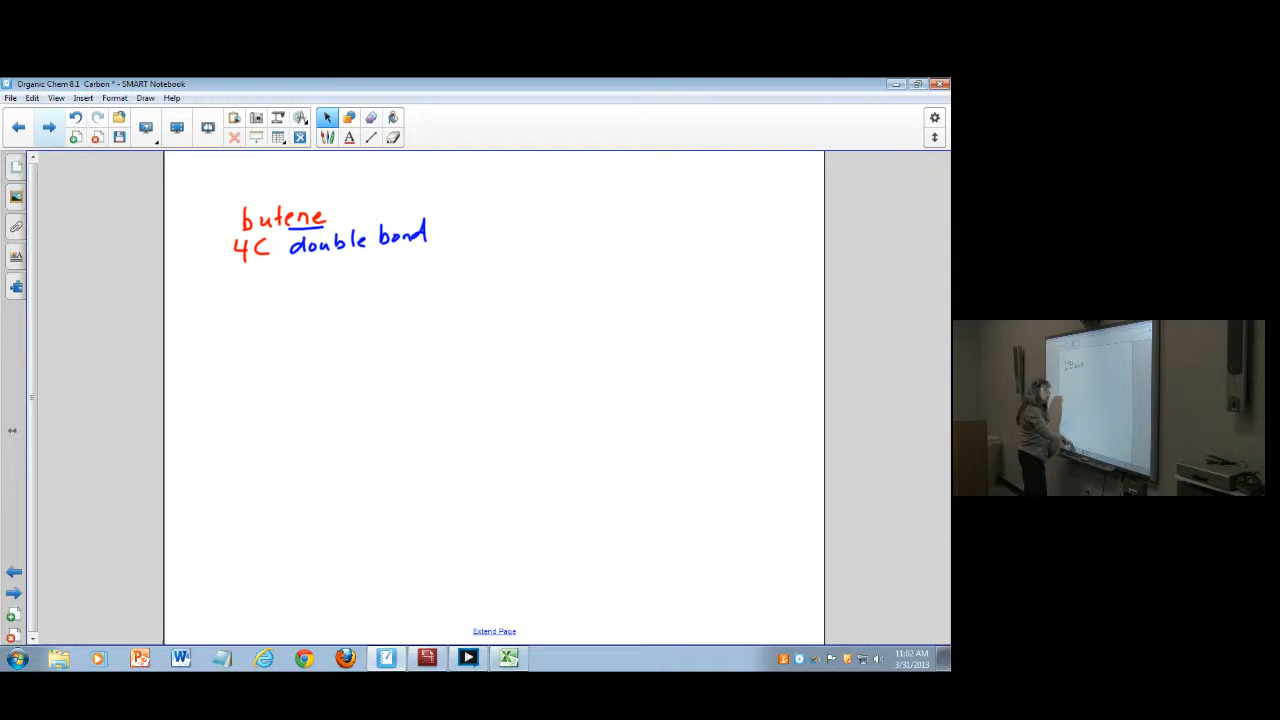 Organic Chem 8.1 Carbon * - SMART Notebook
File Edit View Insert Format Draw Help
butene
4C double bond
Extend Page
11:02 AM
3/31/2013